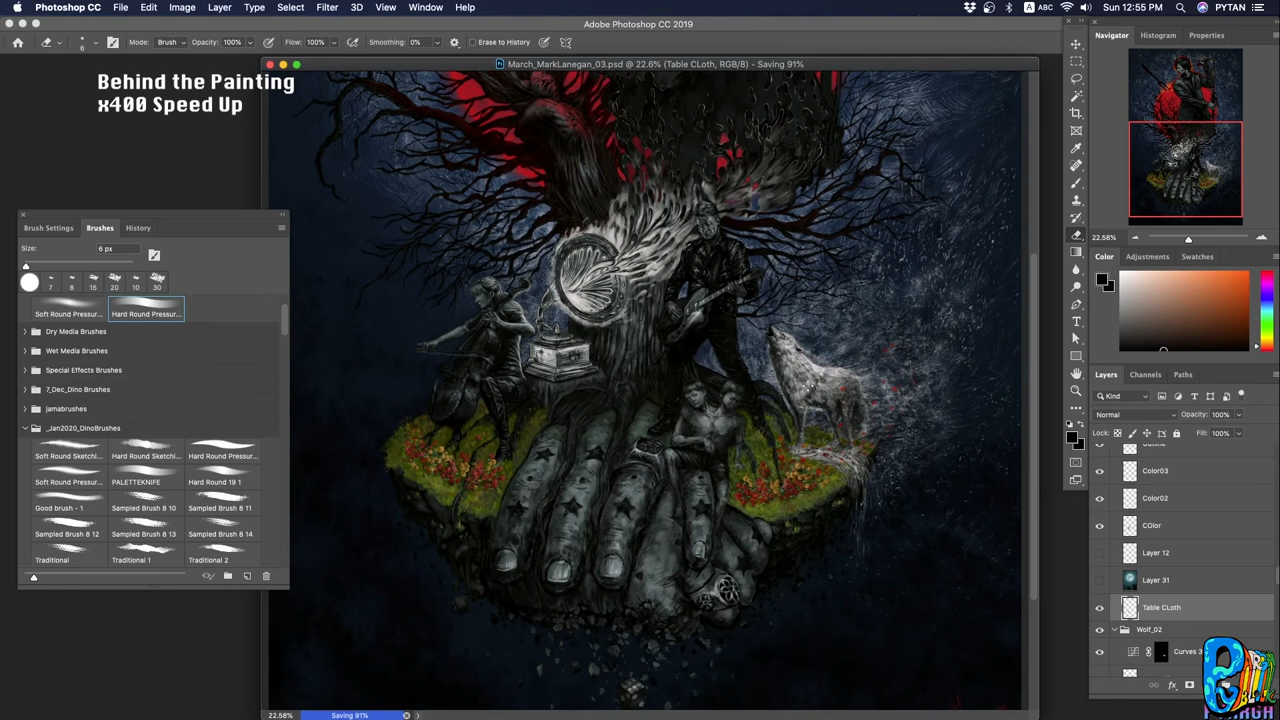 Photoshop CC File Edit Image Layer Type Select Filter 3D View Window Help ABC Sun 12:55 PM PYTAN
Adobe Photoshop CC 2019
6 Mode: Brush Opacity: 100% Flow: 100% Smoothing: 0% Erase to History
March_MarkLanegan_03.psd @ 22.6% (Table CLoth, RGB/8) - Saving 91%
Behind the Painting
x400 Speed Up
Brush Settings Brushes History
Size: 6 px
7 8 15 20 10 30
Soft Round Pressur... Hard Round Pressur...
Dry Media Brushes
Wet Media Brushes
Special Effects Brushes
7_Dec_Dino Brushes
jamabrushes
_Jan2020_DinoBrushes
Soft Round Sketchi... Hard Round Sketchi... Hard Round Pressur...
Soft Round Pressur... PALETTEKNIFE Hard Round 19 1
Good brush - 1 Sampled Brush 8 10 Sampled Brush 8 11
Sampled Brush 8 12 Sampled Brush 8 13 Sampled Brush 8 14
Traditional Traditional 1 Traditional 2
22.58% Saving 91%
Navigator Histogram Properties
22.58%
Color Adjustments Swatches
Layers Channels Paths
Kind
Normal Opacity: 100%
Lock: Fill: 100%
Color03
Color02
COlor
Layer 12
Layer 31
Table CLoth
Wolf_02
Curves 3